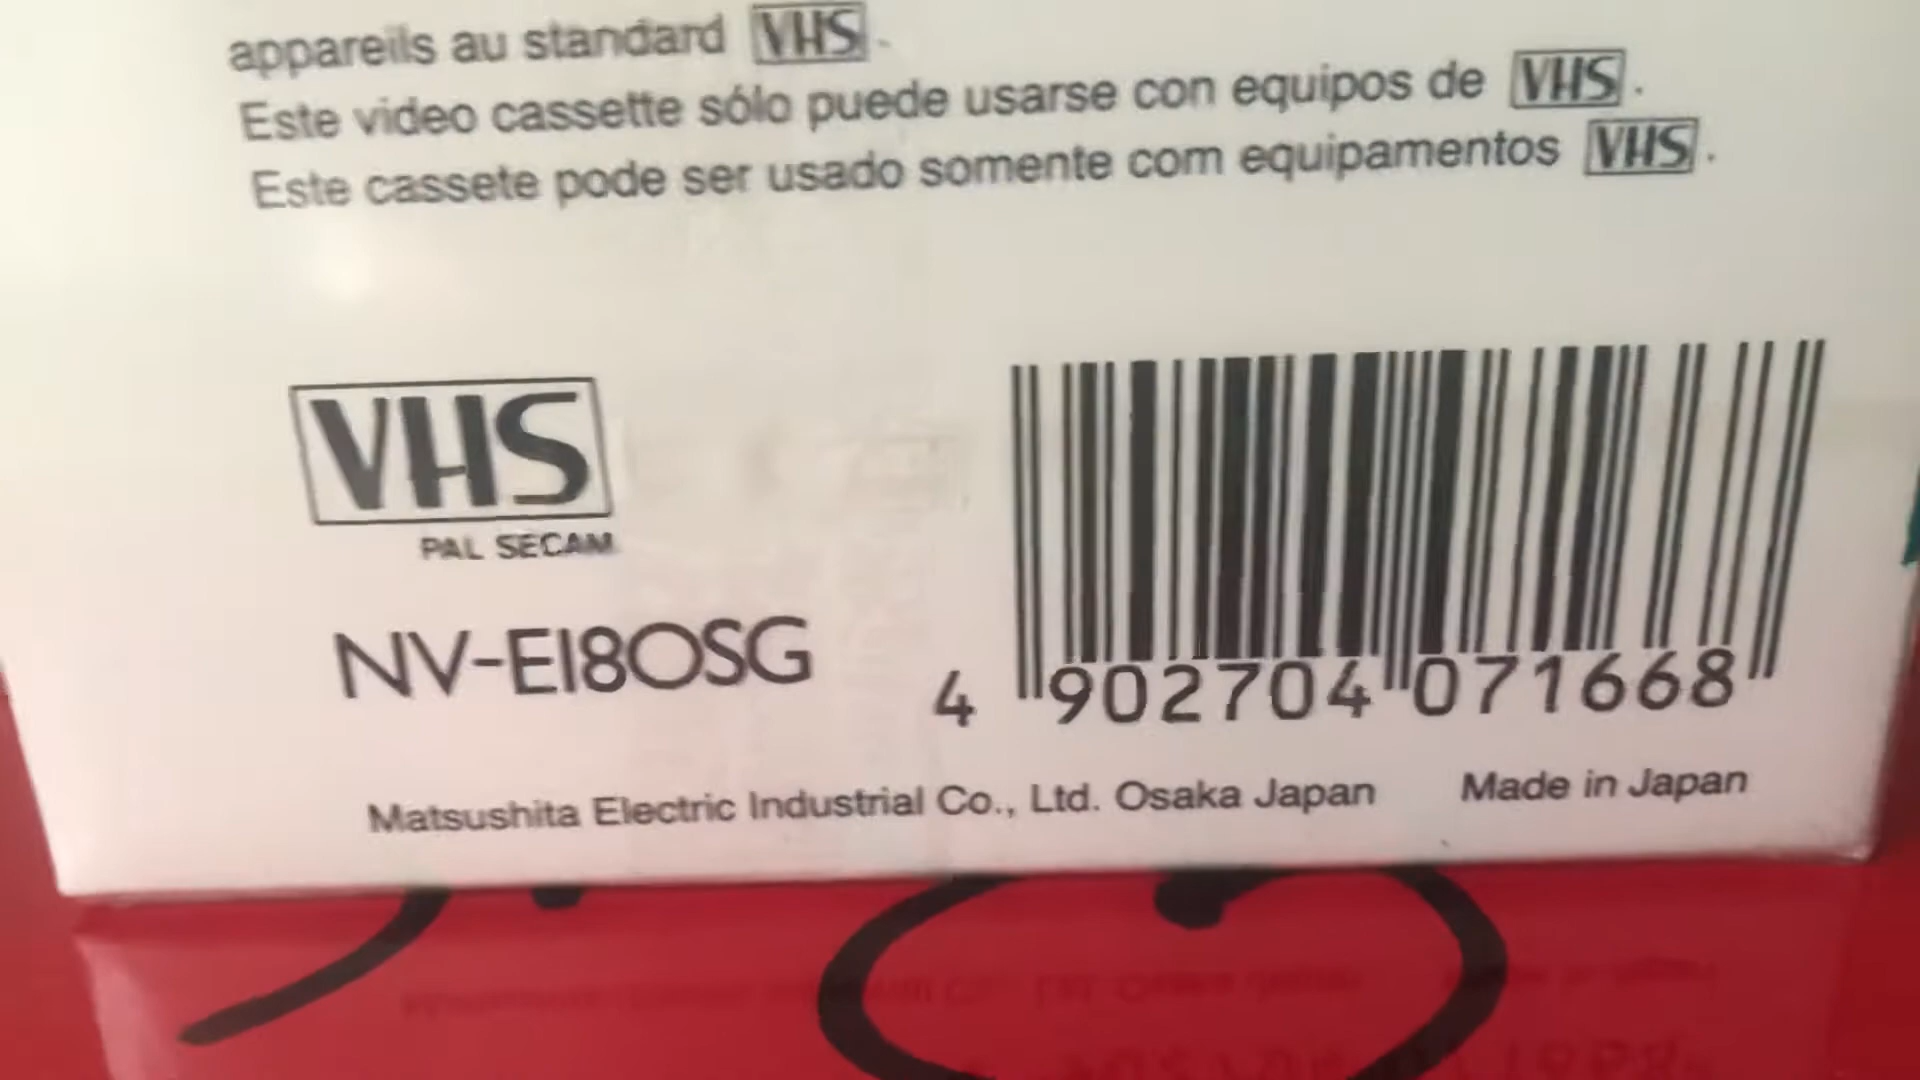 appareils au standard VHS.
Este video cassette sólo puede usarse con equipos de VHS.
Este cassete pode ser usado somente com equipamentos VHS.
VHS
PAL SECAM
NV-E180SG
4 902704 071668
Matsushita Electric Industrial Co., Ltd. Osaka Japan Made in Japan